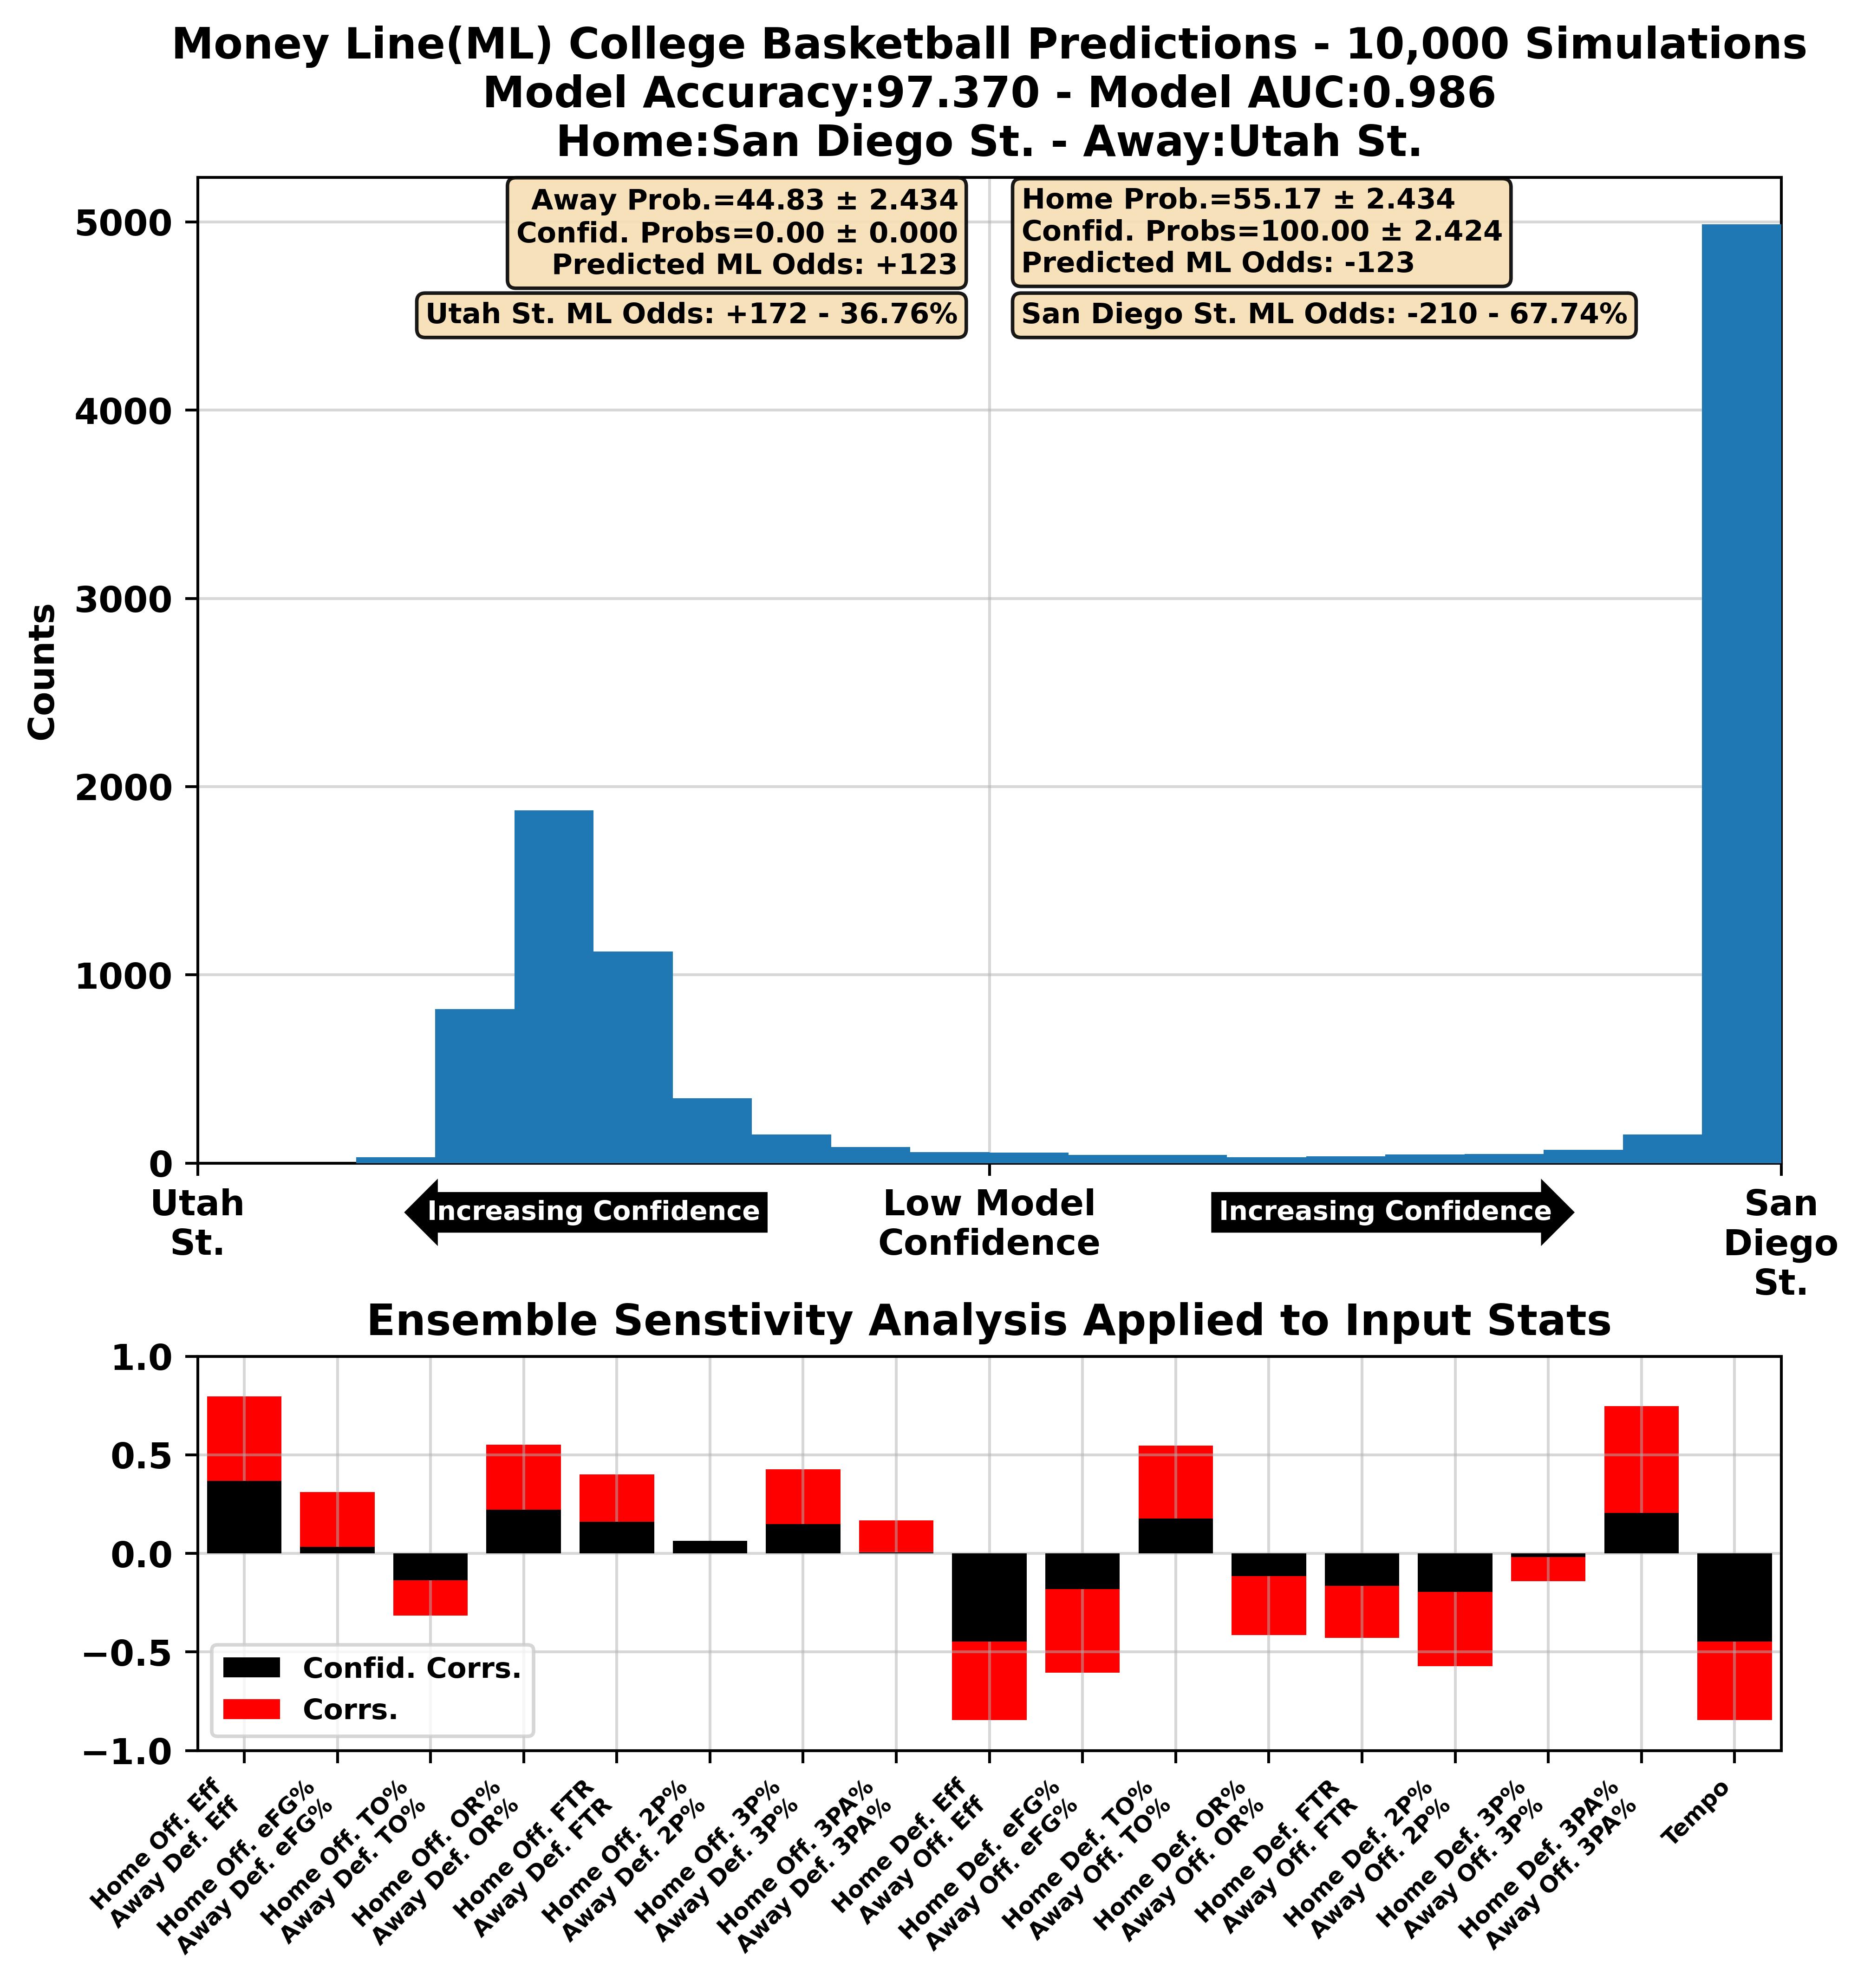 Money Line(ML) College Basketball Predictions - 10,000 Simulations
Model Accuracy:97.370 - Model AUC:0.986
Home:San Diego St. - Away:Utah St.
Away Prob.=44.83 ± 2.434
Confid. Probs=0.00 ± 0.000
Predicted ML Odds: +123
Home Prob.=55.17 ± 2.434
Confid. Probs=100.00 ± 2.424
Predicted ML Odds: -123
Utah St. ML Odds: +172 - 36.76%
San Diego St. ML Odds: -210 - 67.74%
5000
4000
3000
2000
1000
0
Counts
Utah
St.
Increasing Confidence
Low Model
Confidence
Increasing Confidence
San
Diego
St.
Ensemble Senstivity Analysis Applied to Input Stats
1.0
0.5
0.0
−0.5
−1.0
Confid. Corrs.
Corrs.
Home Off. Eff
Away Def. Eff
Home Off. eFG%
Away Def. eFG%
Home Off. TO%
Away Def. TO%
Home Off. OR%
Away Def. OR%
Home Off. FTR
Away Def. FTR
Home Off. 2P%
Away Def. 2P%
Home Off. 3P%
Away Def. 3P%
Home Off. 3PA%
Away Def. 3PA%
Home Def. Eff
Away Off. Eff
Home Def. eFG%
Away Off. eFG%
Home Def. TO%
Away Off. TO%
Home Def. OR%
Away Off. OR%
Home Def. FTR
Away Off. FTR
Home Def. 2P%
Away Off. 2P%
Home Def. 3P%
Away Off. 3P%
Home Def. 3PA%
Away Off. 3PA%
Tempo